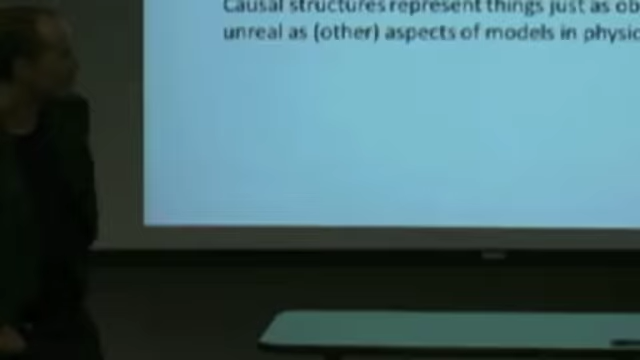 Causal structures represent things just as
unreal as (other) aspects of models in